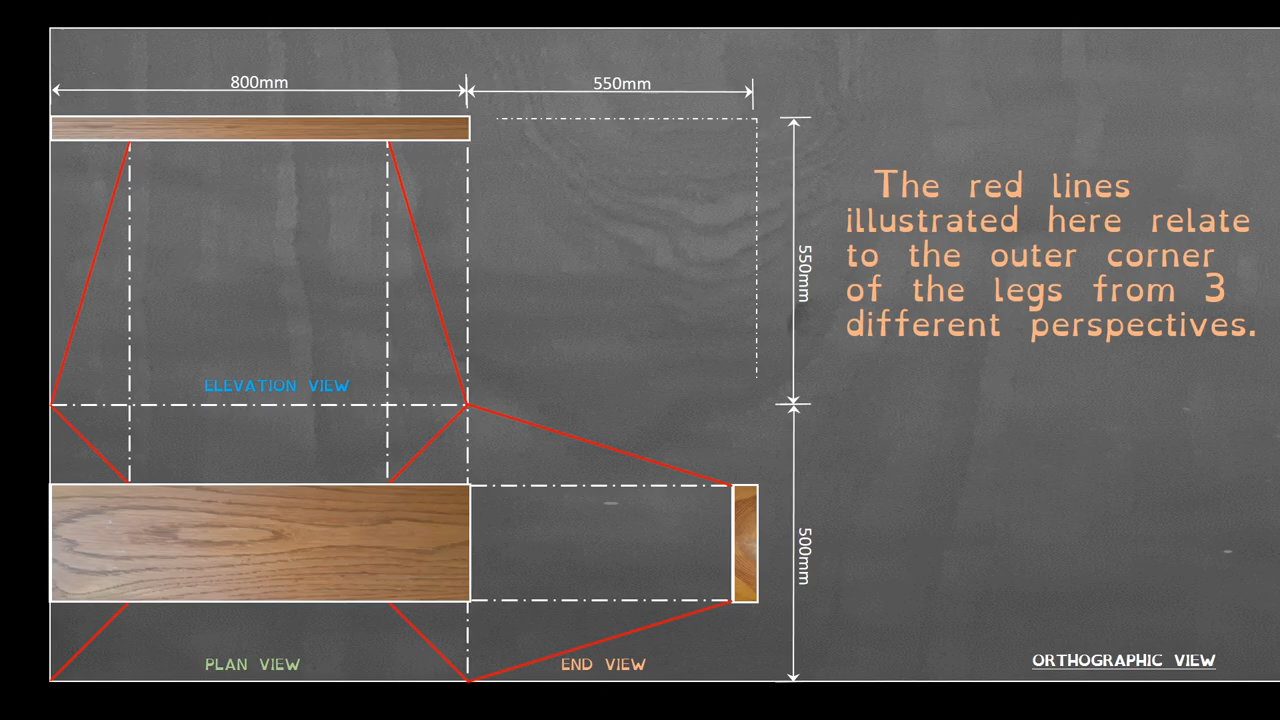 800mm
550mm
The red lines
illustrated here relate
to the outer corner
of the legs from 3
different perspectives.
550mm
ELEVATION VIEW
500mm
PLAN VIEW
END VIEW
ORTHOGRAPHIC VIEW